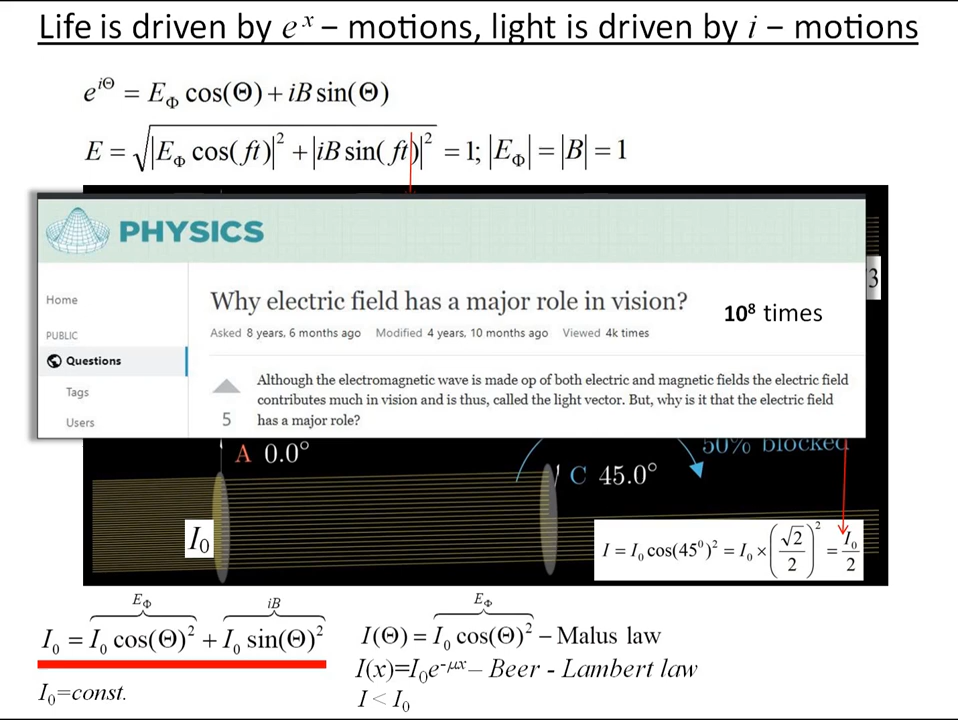 Life is driven by e^x − motions, light is driven by i − motions
e^{iΘ} = E_Φ cos(Θ) + iB sin(Θ)
E = √(|E_Φ cos(ft)|² + |iB sin(ft)|²) = 1; |E_Φ| = |B| = 1
PHYSICS
3
Home
PUBLIC
Questions
Tags
Users
Why electric field has a major role in vision?
10⁸ times
Asked 8 years, 6 months ago Modified 4 years, 10 months ago Viewed 4k times
Although the electromagnetic wave is made op of both electric and magnetic fields the electric field
contributes much in vision and is thus, called the light vector. But, why is it that the electric field
5 has a major role?
A 0.0°
50% blocked
C 45.0°
I₀
I = I₀ cos(45⁰)² = I₀ × (√2/2)² = I₀/2
E_Φ iB
I₀ = I₀ cos(Θ)² + I₀ sin(Θ)²
I₀=const.
E_Φ
I(Θ) = I₀ cos(Θ)² – Malus law
I(x)=I₀e^{-μx} – Beer - Lambert law
I < I₀